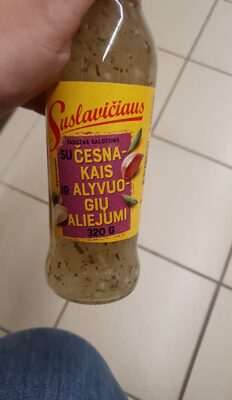 Suslavičiaus
PADAŽAS SALOTOMS
SU ČESNA-
KAIS
IR ALYVUO-
GIŲ
ALIEJUMI
320 G